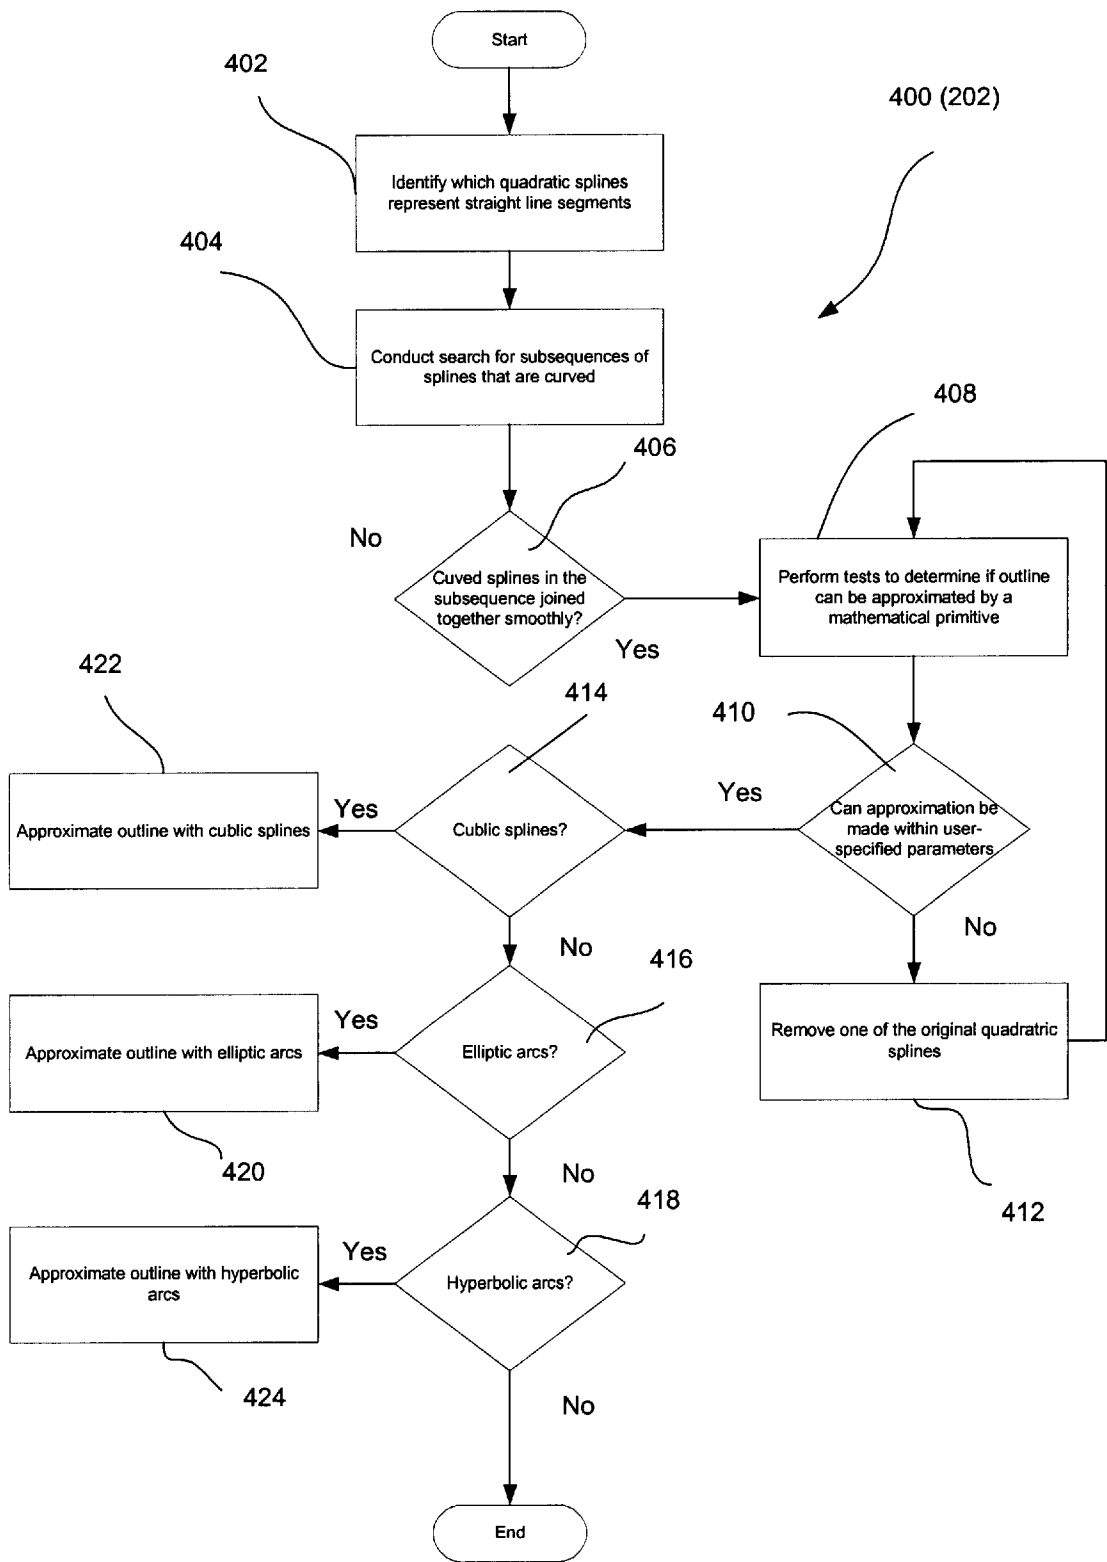 Start
402
400 (202)
Identify which quadratic splines
represent straight line segments
404
Conduct search for subsequences of
splines that are curved
408
406
No
Cuved splines in the
subsequence joined
together smoothly?
Yes
Perform tests to determine if outline
can be approximated by a
mathematical primitive
422
414
410
Yes
Approximate outline with cublic splines
Cublic splines?
Yes
Can approximation be
made within user-
specified parameters
No
No
416
Yes
Approximate outline with elliptic arcs
Elliptic arcs?
Remove one of the original quadratric
splines
420
No
412
418
Yes
Approximate outline with hyperbolic
arcs
Hyperbolic arcs?
424
No
End